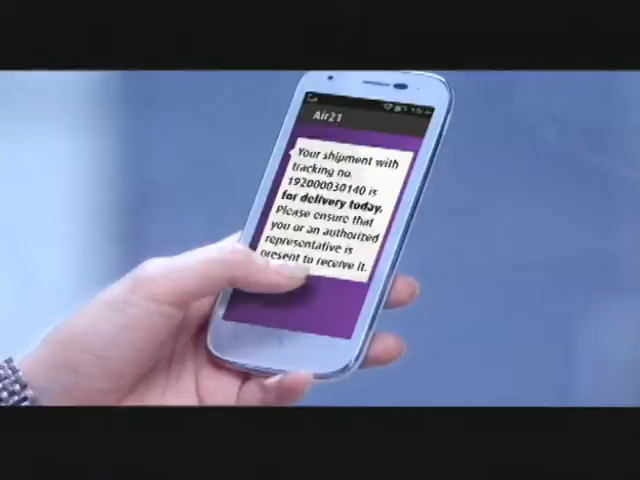 Air21
Your shipment with
tracking no.
192000030140 is
for delivery today.
Please ensure that
you or an authorized
representative is
present to receive it.